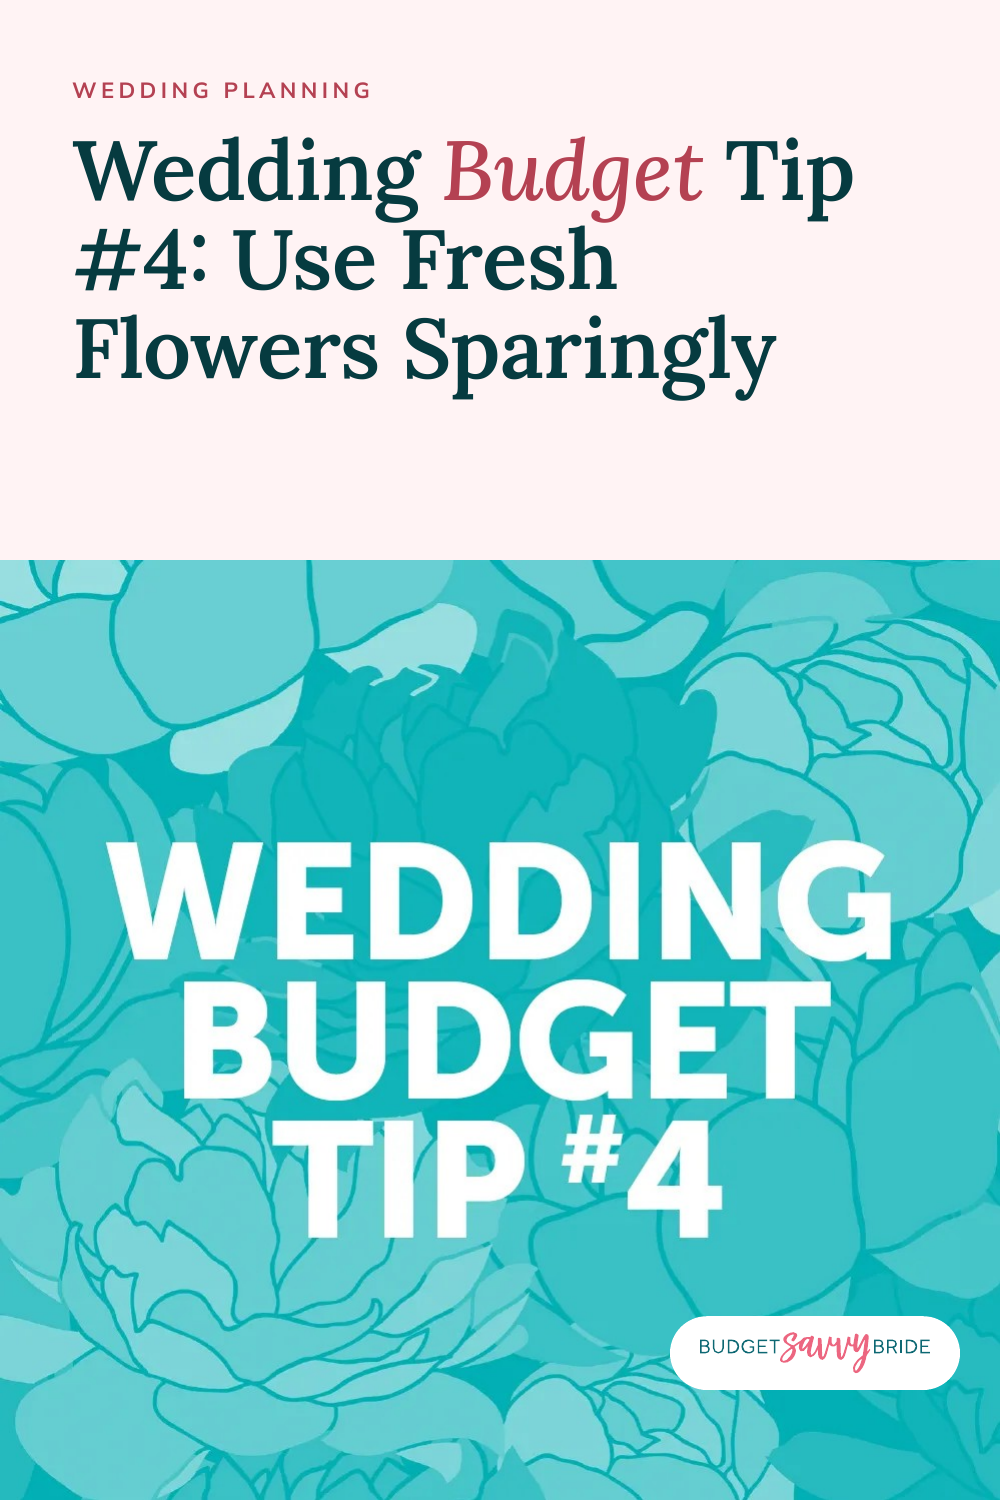 WEDDING PLANNING
Wedding Budget Tip
#4: Use Fresh
Flowers Sparingly
WEDDING
BUDGET
TIP #4
BUDGET savvy BRIDE